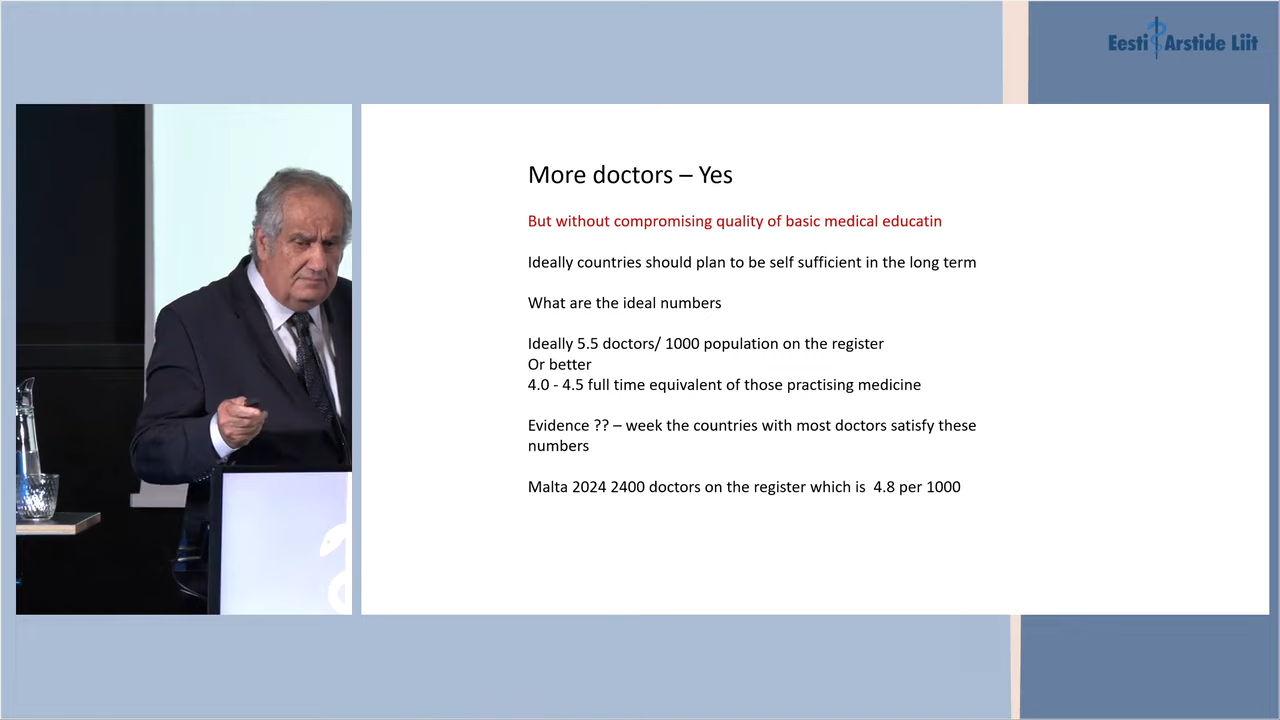 Eesti Arstide Liit
More doctors – Yes
But without compromising quality of basic medical educatin
Ideally countries should plan to be self sufficient in the long term
What are the ideal numbers
Ideally 5.5 doctors/ 1000 population on the register
Or better
4.0 - 4.5 full time equivalent of those practising medicine
Evidence ?? – week the countries with most doctors satisfy these
numbers
Malta 2024 2400 doctors on the register which is  4.8 per 1000